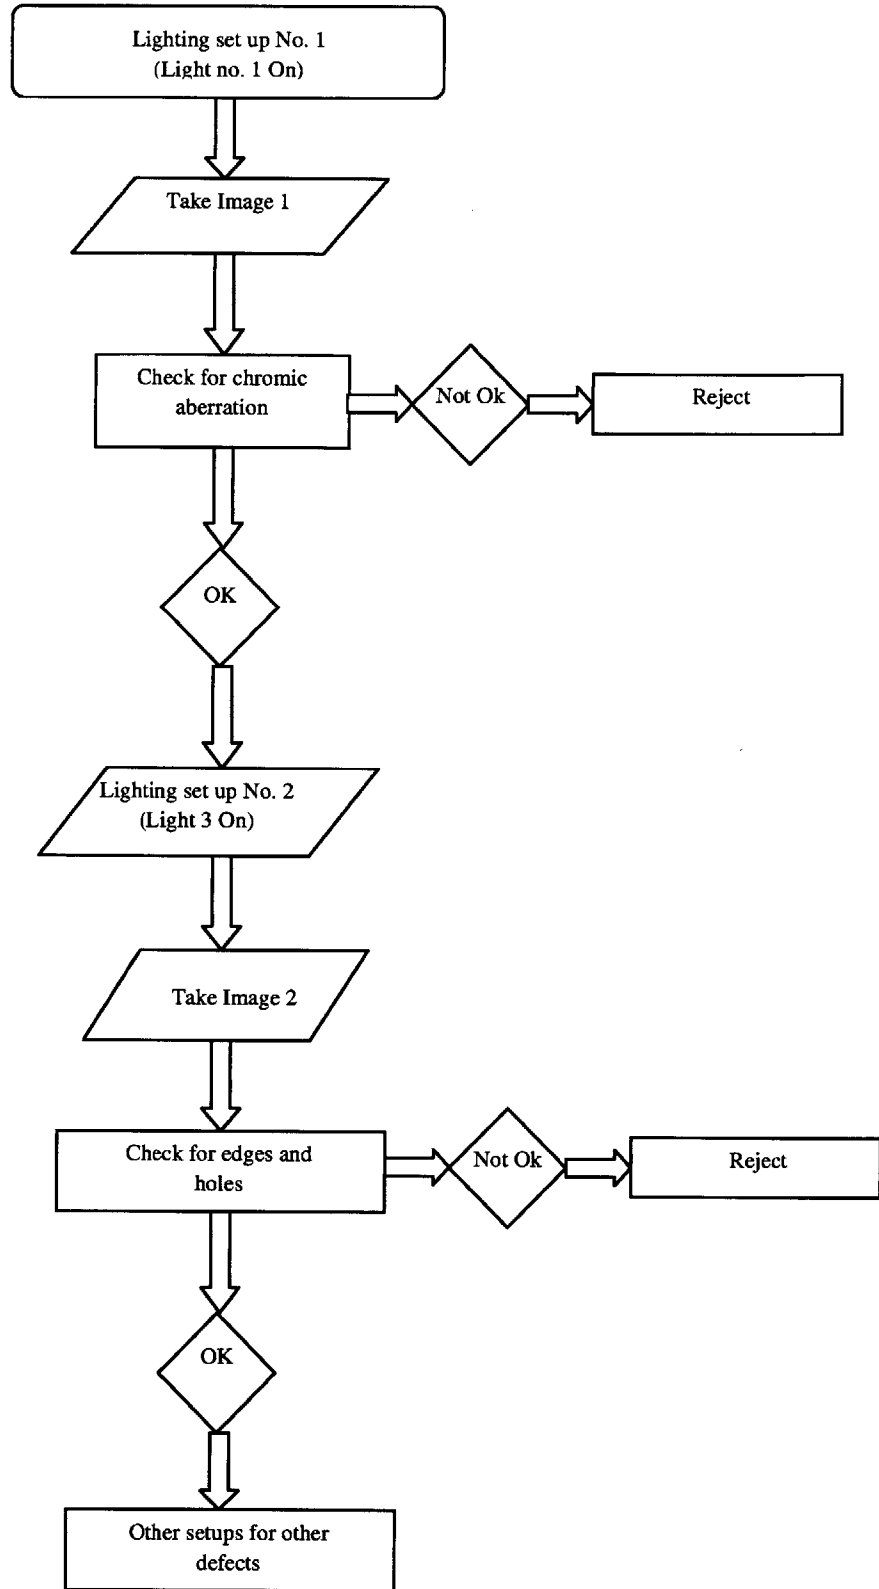 Lighting set up No. 1
(Light no. 1 On)
Take Image 1
Check for chromic
aberration
Not Ok
Reject
OK
Lighting set up No. 2
(Light 3 On)
Take Image 2
Check for edges and
holes
Not Ok
Reject
OK
Other setups for other
defects